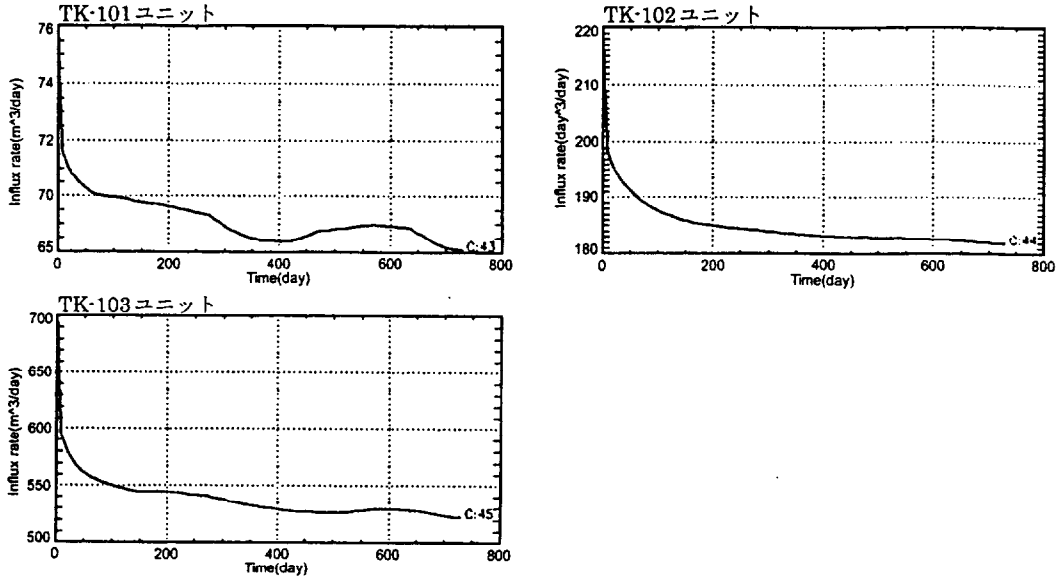 TK-101ユニット
76
74
72
70
65
Influx rate(m^3/day)
0
200
400
600
800
Time(day)
C:43
TK-102ユニット
220
210
200
190
180
Influx rate(day^3/day)
0
200
400
600
800
Time(day)
C:44
TK-103ユニット
700
650
600
550
500
Influx rate(m^3/day)
0
200
400
600
800
Time(day)
C:45